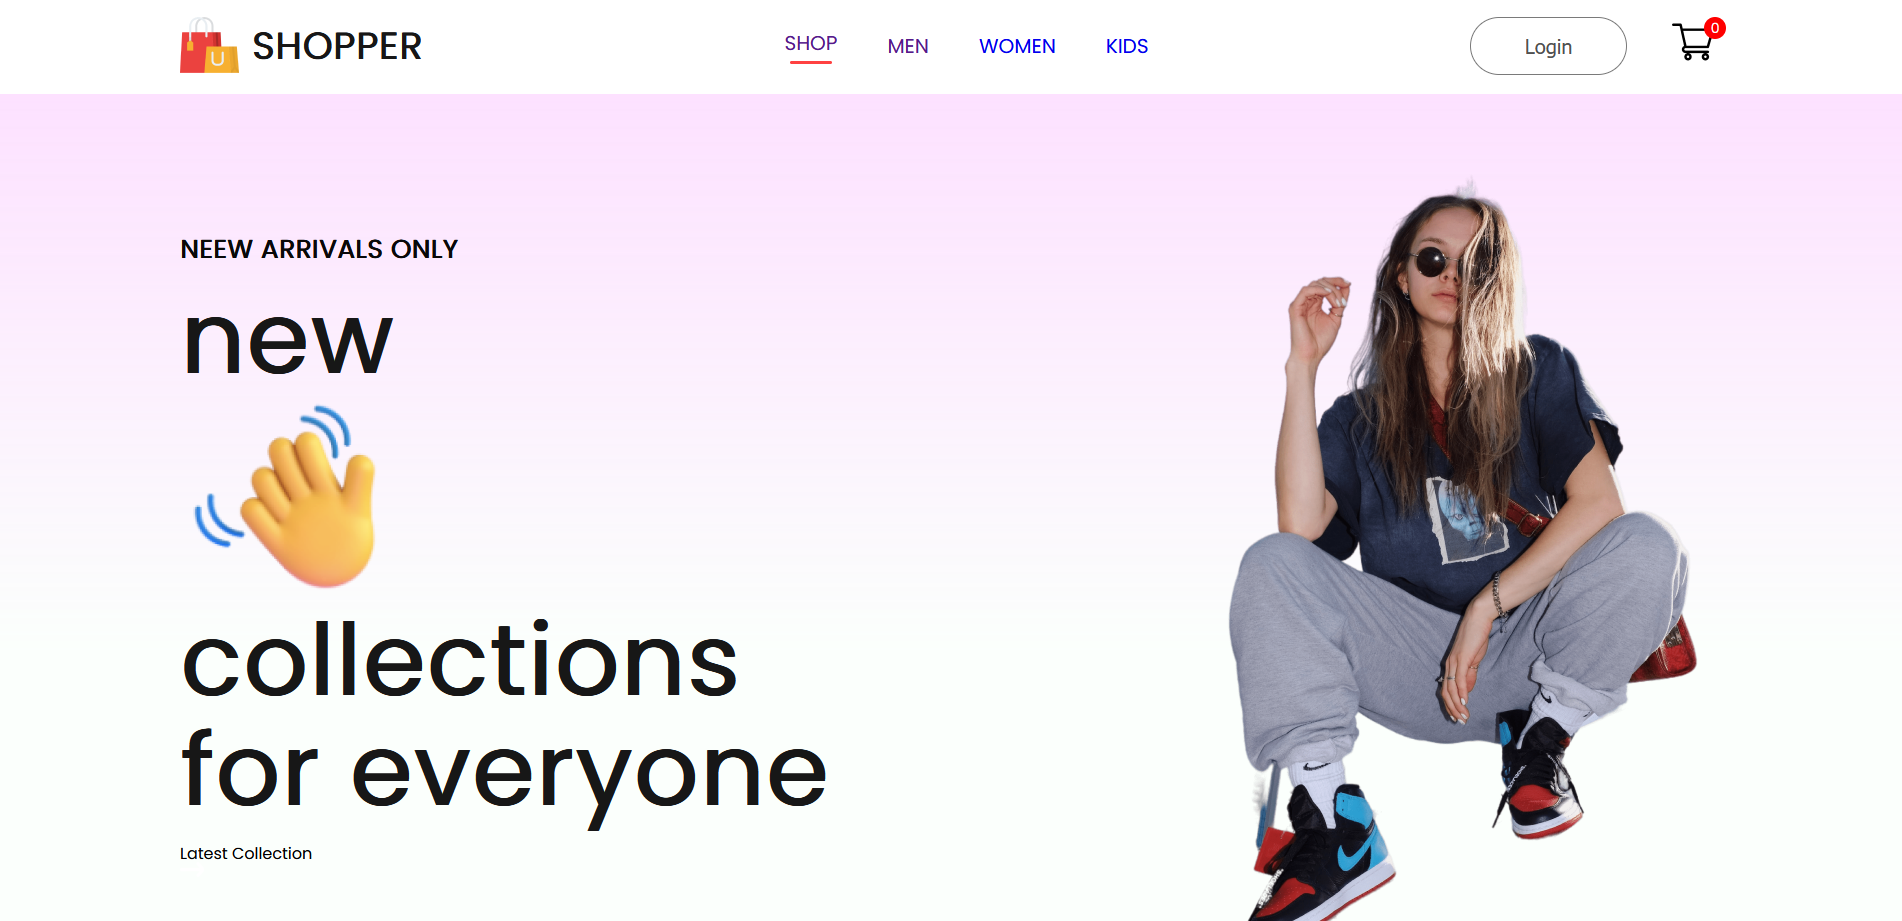 SHOPPER
SHOP MEN WOMEN KIDS
Login
0
NEEW ARRIVALS ONLY
new
collections
for everyone
Latest Collection